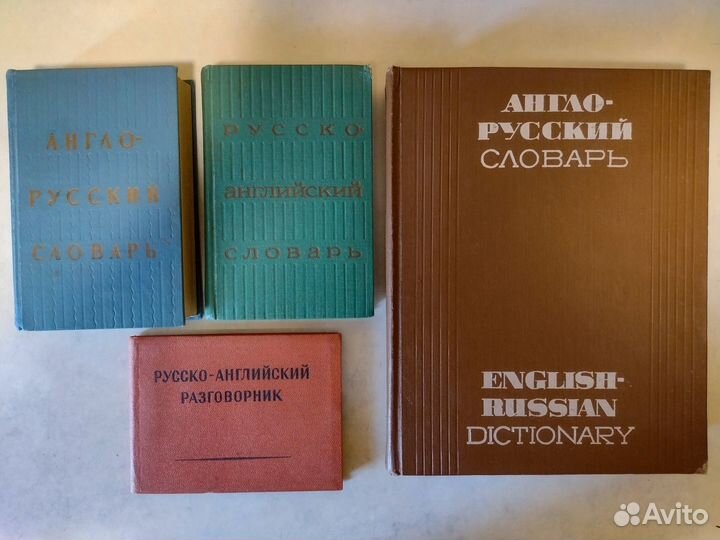 АНГЛО-
РУССКИЙ
СЛОВАРЬ
РУССКО-
АНГЛИЙСКИЙ
СЛОВАРЬ
АНГЛО-
РУССКИЙ
СЛОВАРЬ
ENGLISH-
RUSSIAN
DICTIONARY
РУССКО-АНГЛИЙСКИЙ
РАЗГОВОРНИК
Avito